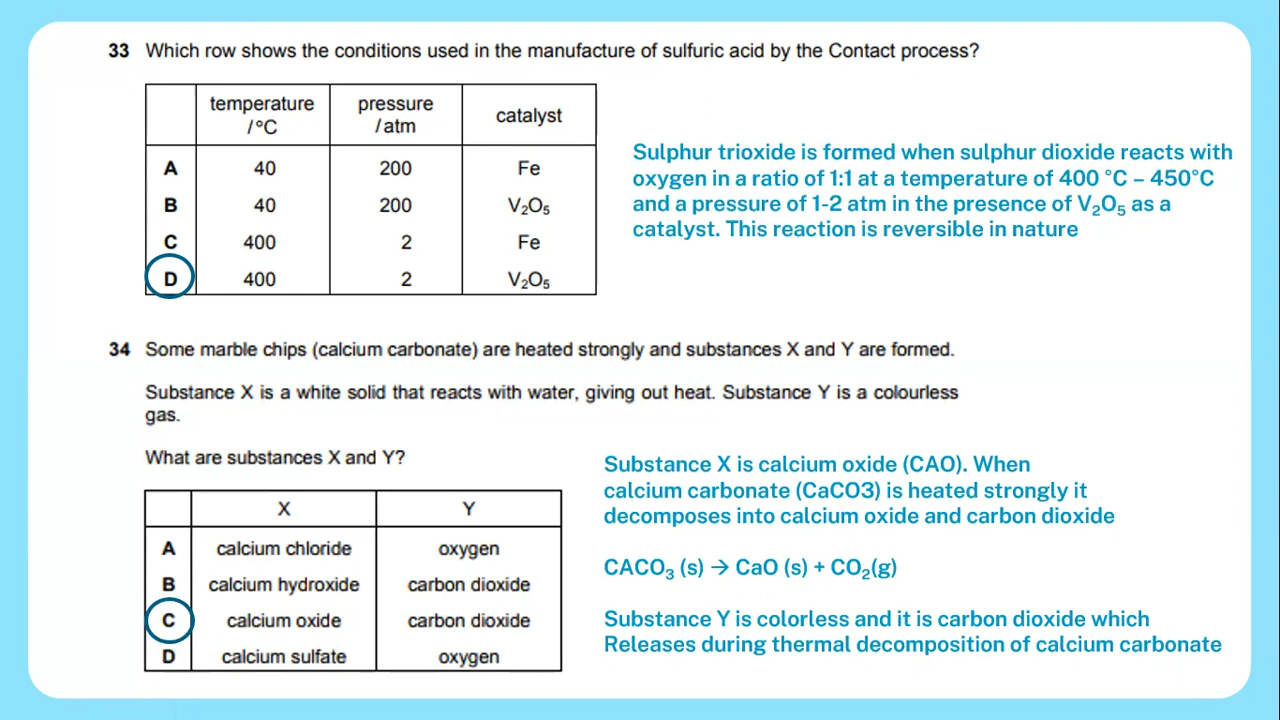 33 Which row shows the conditions used in the manufacture of sulfuric acid by the Contact process?
temperature /°C pressure /atm catalyst
A 40 200 Fe
B 40 200 V₂O₅
C 400 2 Fe
D 400 2 V₂O₅
Sulphur trioxide is formed when sulphur dioxide reacts with
oxygen in a ratio of 1:1 at a temperature of 400 °C – 450°C
and a pressure of 1-2 atm in the presence of V₂O₅ as a
catalyst. This reaction is reversible in nature
34 Some marble chips (calcium carbonate) are heated strongly and substances X and Y are formed.
Substance X is a white solid that reacts with water, giving out heat. Substance Y is a colourless
gas.
What are substances X and Y?
X Y
A calcium chloride oxygen
B calcium hydroxide carbon dioxide
C calcium oxide carbon dioxide
D calcium sulfate oxygen
Substance X is calcium oxide (CAO). When
calcium carbonate (CaCO3) is heated strongly it
decomposes into calcium oxide and carbon dioxide
CACO₃ (s) → CaO (s) + CO₂(g)
Substance Y is colorless and it is carbon dioxide which
Releases during thermal decomposition of calcium carbonate